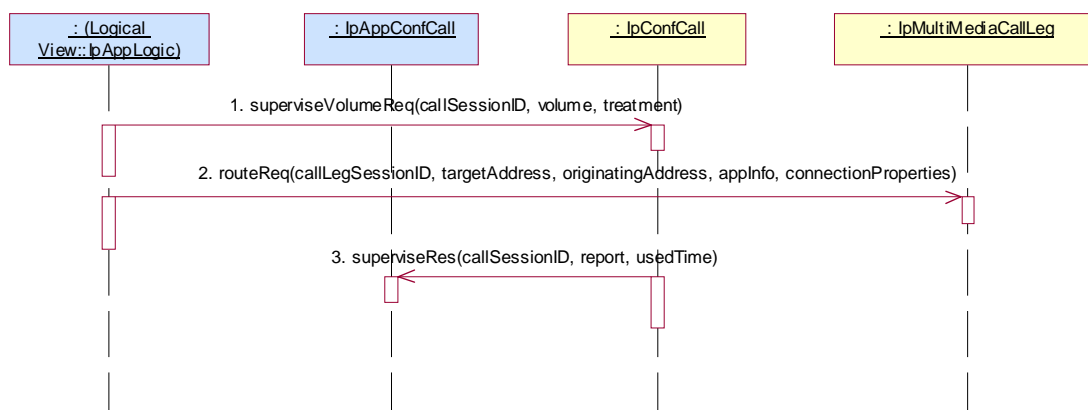 : (Logical
View::IpAppLogic)
: IpAppConfCall
: IpConfCall
: IpMultiMediaCallLeg
1. superviseVolumeReq(callSessionID, volume, treatment)
2. routeReq(callLegSessionID, targetAddress, originatingAddress, appInfo, connectionProperties)
3. superviseRes(callSessionID, report, usedTime)